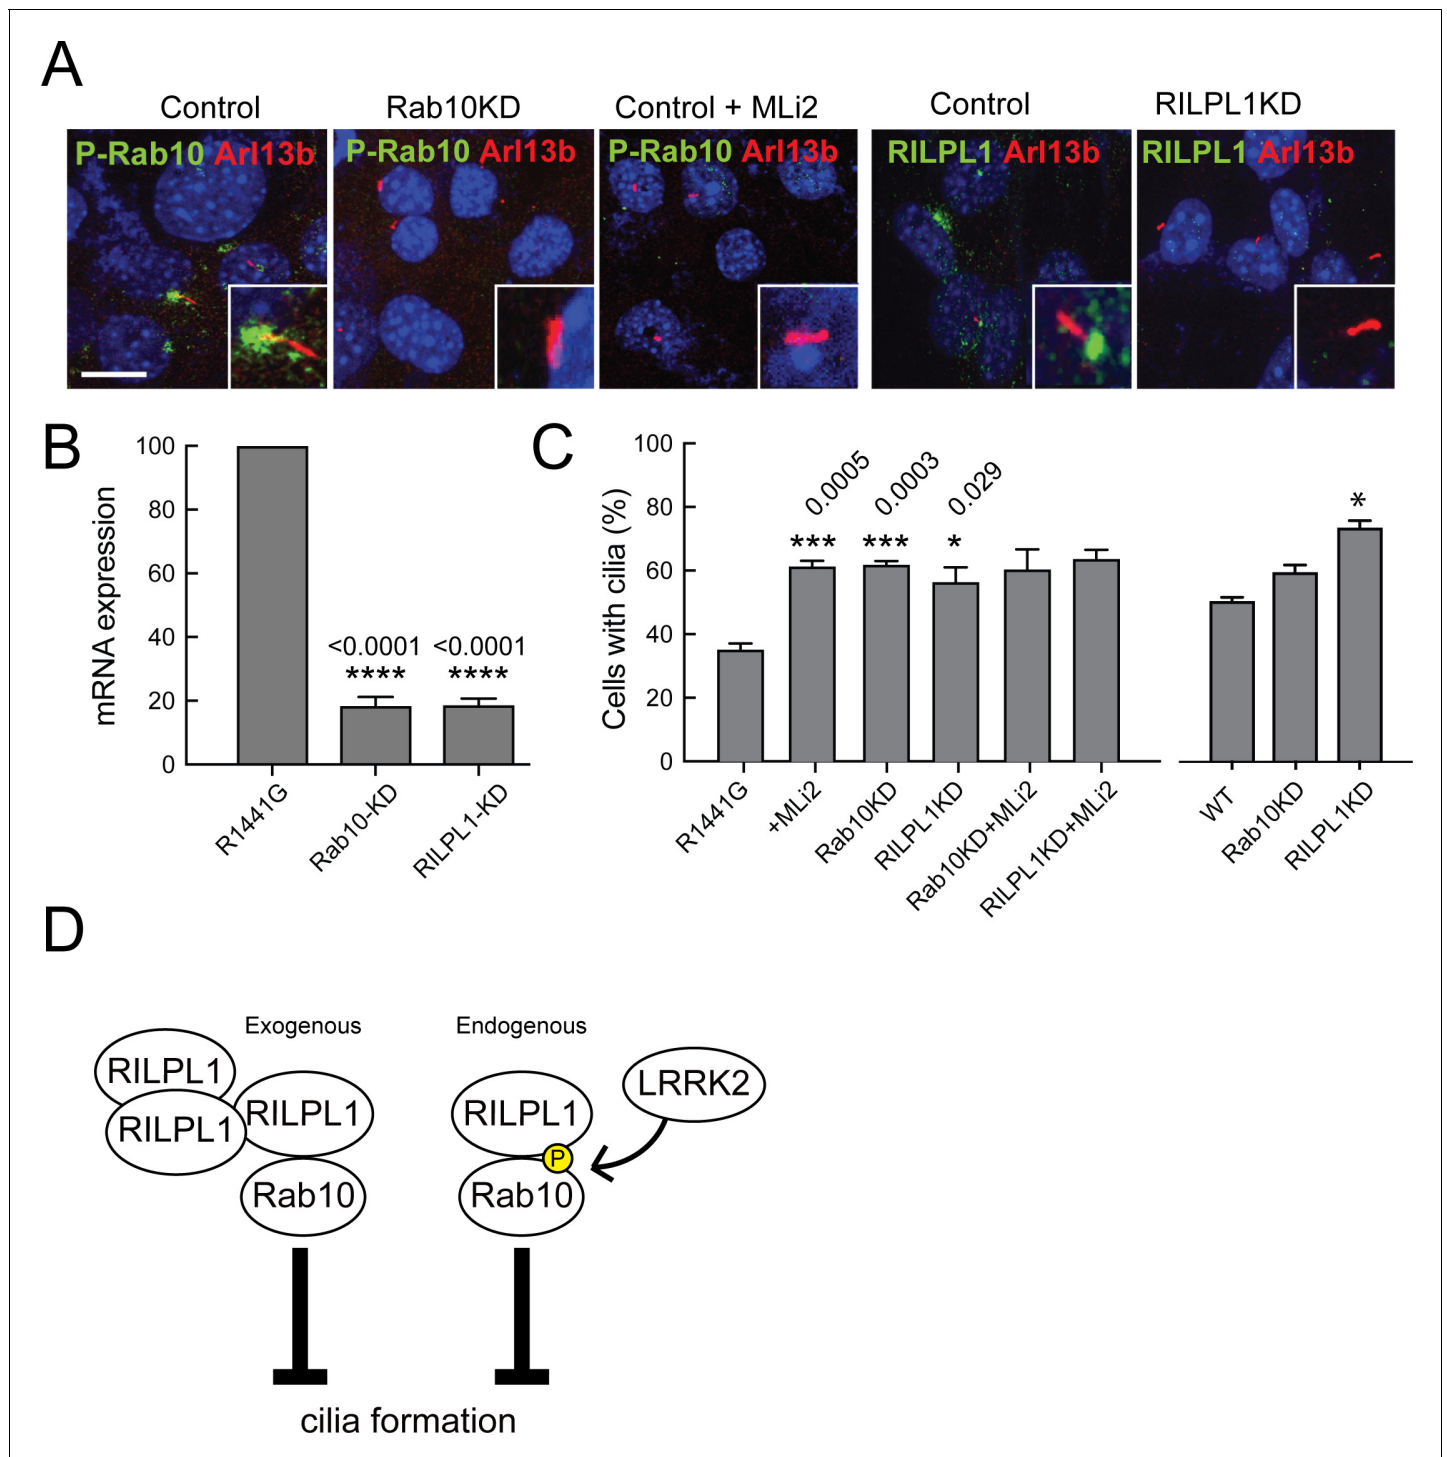 A
Control
Rab10KD
Control + MLi2
Control
RILPL1KD
P-Rab10 Arl13b
P-Rab10 Arl13b
P-Rab10 Arl13b
RILPL1 Arl13b
RILPL1 Arl13b
B
mRNA expression
100
80
60
40
20
0
<0.0001
****
<0.0001
****
R1441G
Rab10-KD
RILPL1-KD
C
Cells with cilia (%)
100
80
60
40
20
0
0.0005
0.0003
0.029
***
***
*
*
R1441G
+MLi2
Rab10KD
RILPL1KD
Rab10KD+MLi2
RILPL1KD+MLi2
WT
Rab10KD
RILPL1KD
D
Exogenous
RILPL1
RILPL1
RILPL1
Rab10
Endogenous
RILPL1
LRRK2
P
Rab10
cilia formation